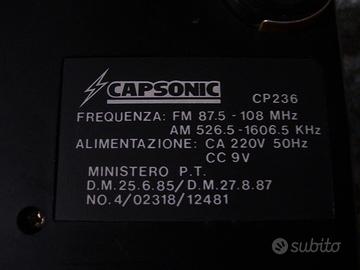 CAPSONIC CP236
FREQUENZA: FM 87.5 - 108 MHz
AM 526.5-1606.5 KHz
ALIMENTAZIONE: CA 220V 50Hz
CC 9V
MINISTERO P.T.
D.M.25.6.85/ D.M.27.8.87
NO.4/02318/12481
subito